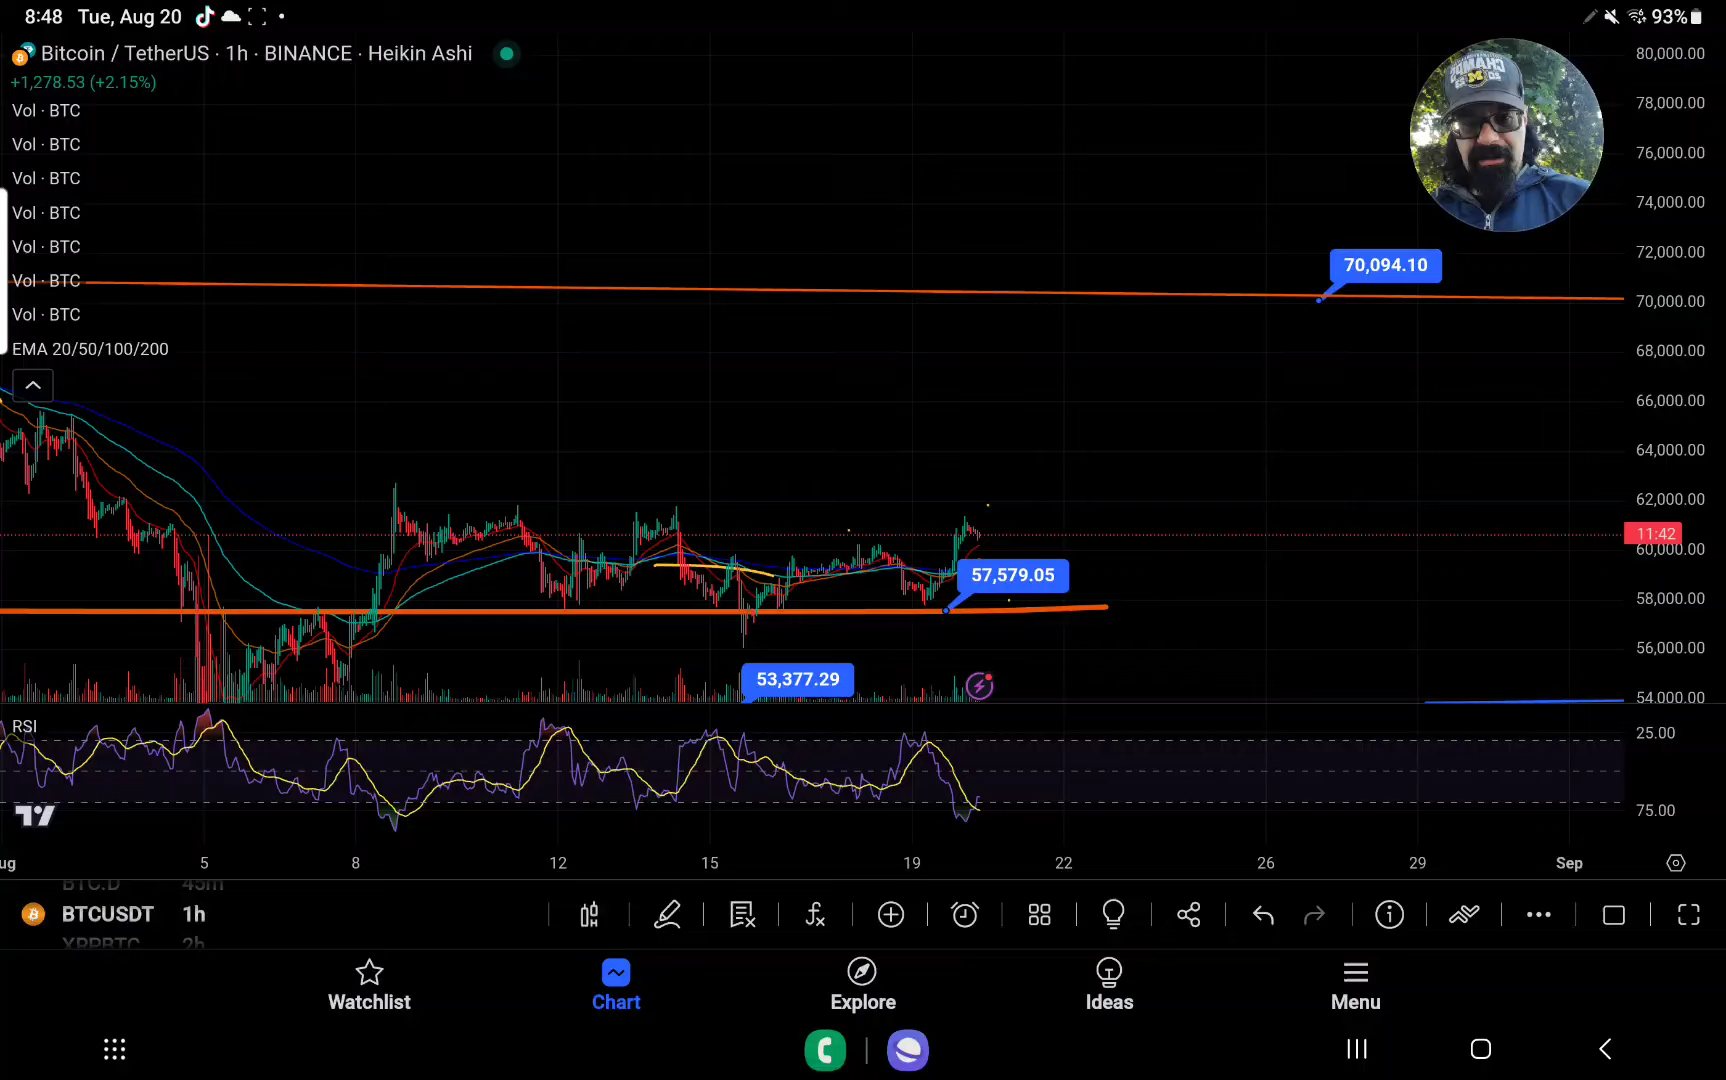 8:48 Tue, Aug 20
93%
Bitcoin / TetherUS · 1h · BINANCE · Heikin Ashi
+1,278.53 (+2.15%)
Vol · BTC
Vol · BTC
Vol · BTC
Vol · BTC
Vol · BTC
Vol · BTC
Vol · BTC
EMA 20/50/100/200
80,000.00
78,000.00
76,000.00
74,000.00
72,000.00
70,000.00
68,000.00
66,000.00
64,000.00
62,000.00
11:42
60,000.00
58,000.00
56,000.00
54,000.00
70,094.10
57,579.05
53,377.29
RSI
25.00
75.00
ug 5 8 12 15 19 22 26 29 Sep
BTC.D 45m
BTCUSDT 1h
XRPBTC 2h
Watchlist
Chart
Explore
Ideas
Menu